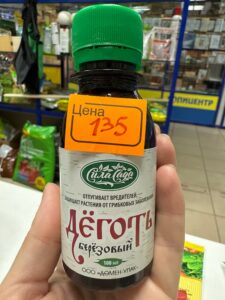 Цена
135
Сила Сада
ОТПУГИВАЕТ ВРЕДИТЕЛЕЙ,
ЗАЩИЩАЕТ РАСТЕНИЯ ОТ ГРИБКОВЫХ ЗАБОЛЕВАНИЙ
ДЁГОТЬ
берёзовый
100 мл
ООО «ДОМЕН-УПАК»